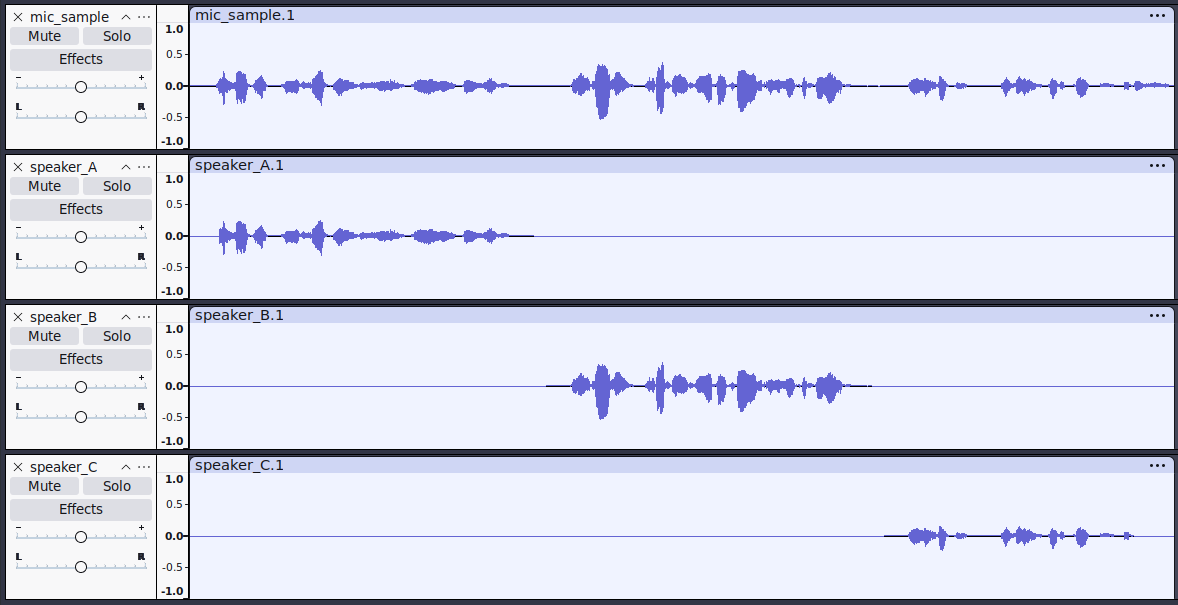 mic_sample
Mute Solo
Effects
- +
L R
1.0
0.5
0.0
-0.5
-1.0
mic_sample.1
speaker_A
Mute Solo
Effects
- +
L R
1.0
0.5
0.0
-0.5
-1.0
speaker_A.1
speaker_B
Mute Solo
Effects
- +
L R
1.0
0.5
0.0
-0.5
-1.0
speaker_B.1
speaker_C
Mute Solo
Effects
- +
L R
1.0
0.5
0.0
-0.5
-1.0
speaker_C.1